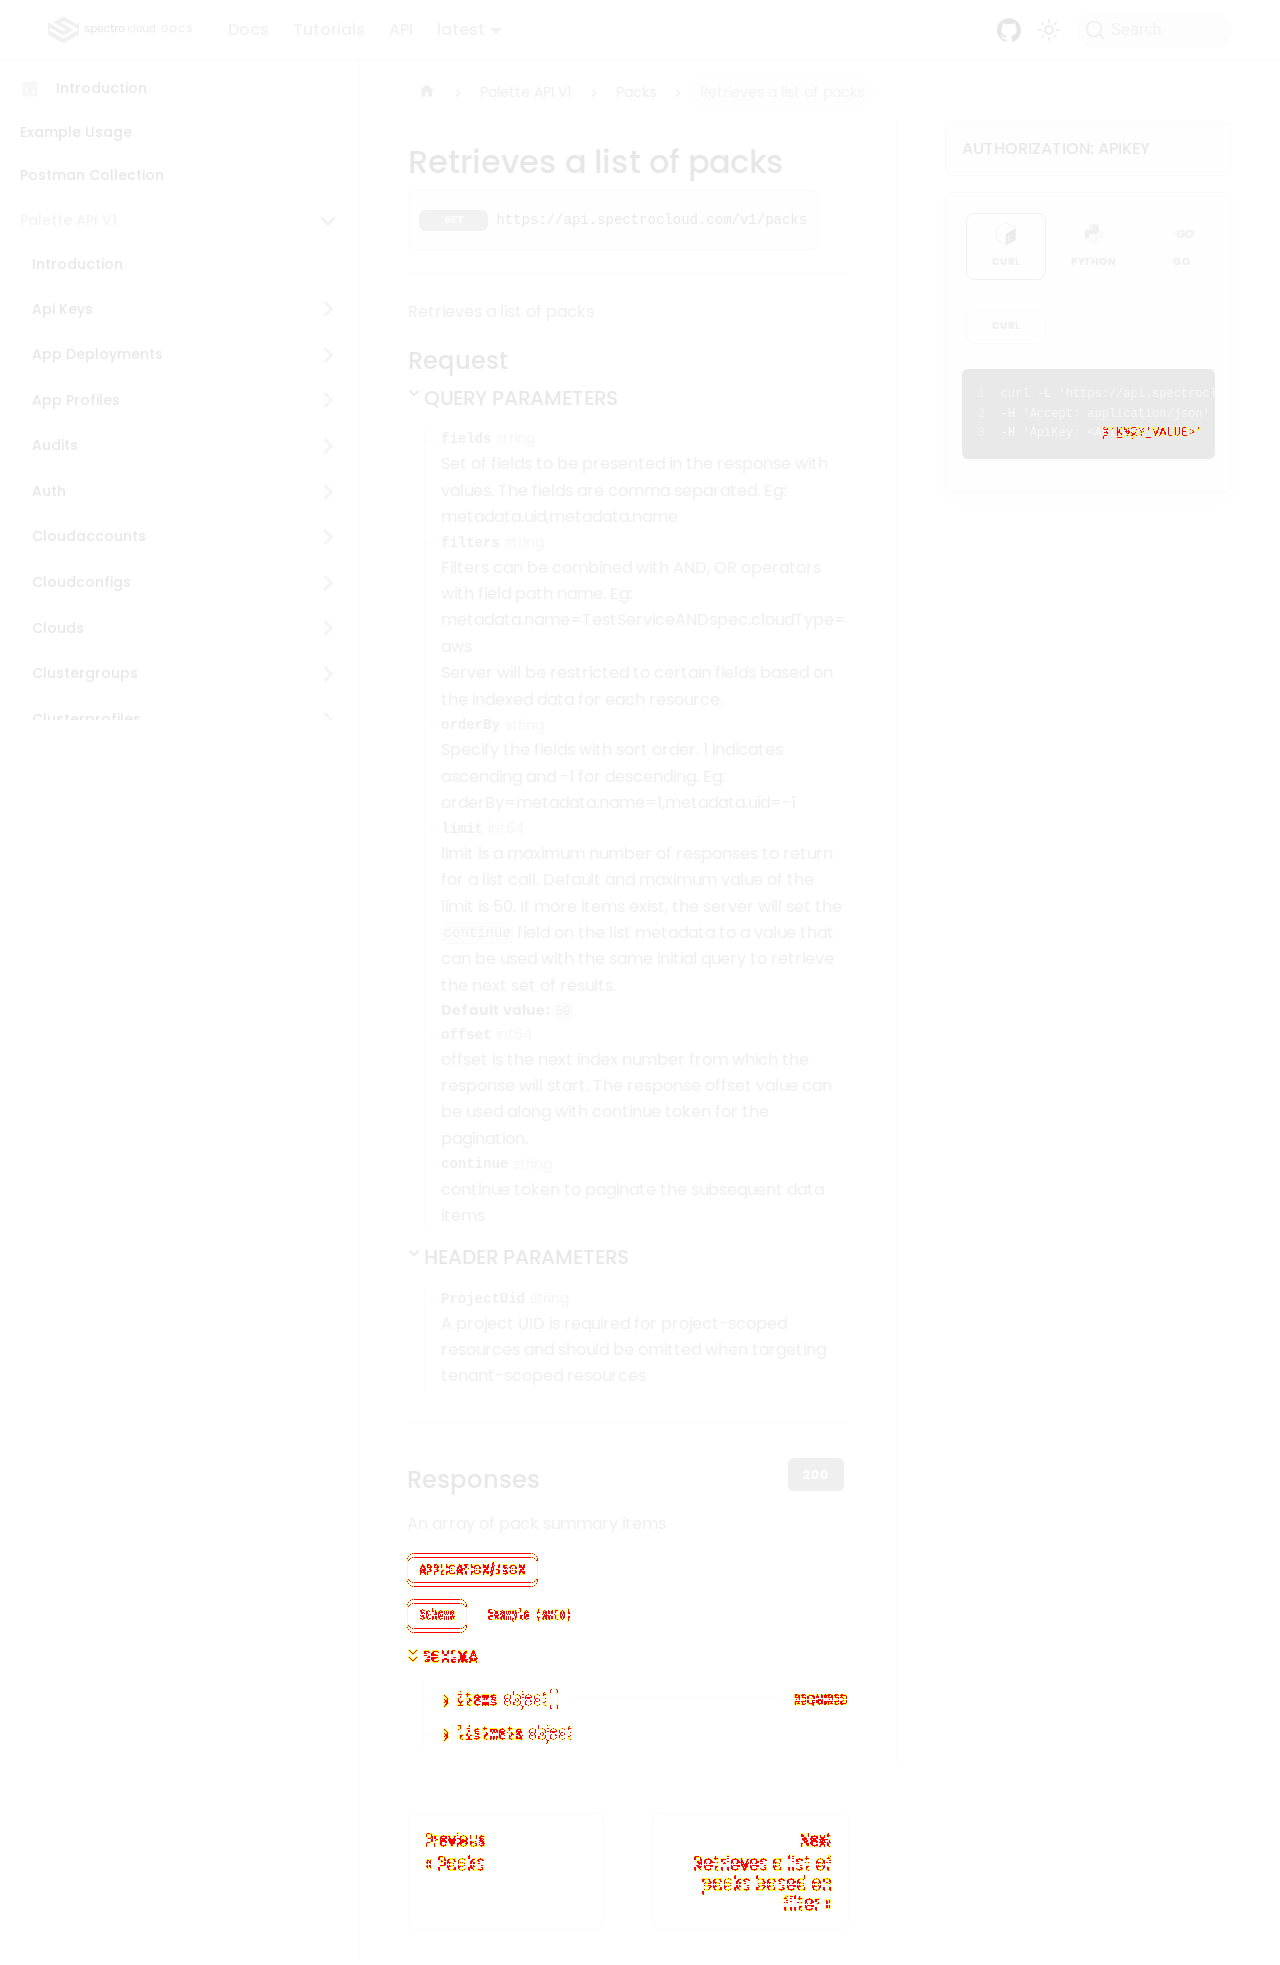 spectro cloud DOCS
Docs
Tutorials
API
latest
Search
Introduction
Example Usage
Postman Collection
Palette API V1
Introduction
Api Keys
App Deployments
App Profiles
Audits
Auth
Cloudaccounts
Cloudconfigs
Clouds
Clustergroups
Clusterprofiles
Palette API V1 › Packs › Retrieves a list of packs
Retrieves a list of packs
GET https://api.spectrocloud.com/v1/packs
Retrieves a list of packs
Request
QUERY PARAMETERS
fields string
Set of fields to be presented in the response with
values. The fields are comma separated. Eg:
metadata.uid,metadata.name
filters string
Filters can be combined with AND, OR operators
with field path name. Eg:
metadata.name=TestServiceANDspec.cloudType=
aws
Server will be restricted to certain fields based on
the indexed data for each resource.
orderBy string
Specify the fields with sort order. 1 indicates
ascending and -1 for descending. Eg:
orderBy=metadata.name=1,metadata.uid=-1
limit int64
limit is a maximum number of responses to return
for a list call. Default and maximum value of the
limit is 50. If more items exist, the server will set the
continue field on the list metadata to a value that
can be used with the same initial query to retrieve
the next set of results.
Default value: 50
offset int64
offset is the next index number from which the
response will start. The response offset value can
be used along with continue token for the
pagination.
continue string
continue token to paginate the subsequent data
items
HEADER PARAMETERS
ProjectUid string
A project UID is required for project-scoped
resources and should be omitted when targeting
tenant-scoped resources
Responses
200
An array of pack summary items
APPLICATION/JSON
Schema
Example (auto)
SCHEMA
items object[]
REQUIRED
listmeta object
Previous
« Packs
Next
Retrieves a list of
packs based on
filter »
AUTHORIZATION: APIKEY
CURL
PYTHON
GO
GO
CURL
1 curl -L 'https://api.spectrocl
2 -H 'Accept: application/json'
3 -H 'ApiKey: VALUE>'